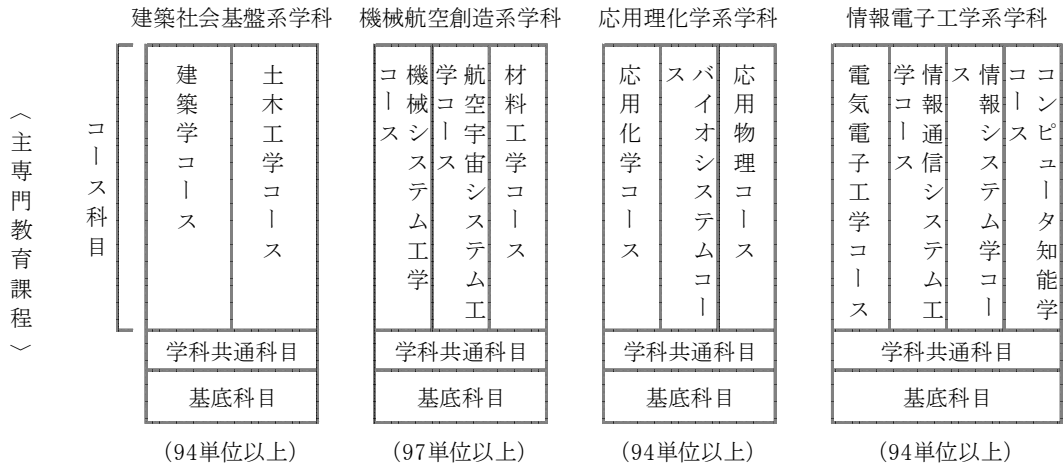 建築社会基盤系学科
機械航空創造系学科
応用理化学系学科
情報電子工学系学科
〈主専門教育課程〉
コース科目
建築学コース
土木工学コース
機械システム工学
コース
航空宇宙システム工
学コース
材料工学コース
応用化学コース
バイオシステムコー
ス
応用物理コース
電気電子工学コース
情報通信システム工
学コース
情報システム学コー
ス
コンピュータ知能学
コース
学科共通科目
学科共通科目
学科共通科目
学科共通科目
基底科目
基底科目
基底科目
基底科目
(94単位以上)
(97単位以上)
(94単位以上)
(94単位以上)